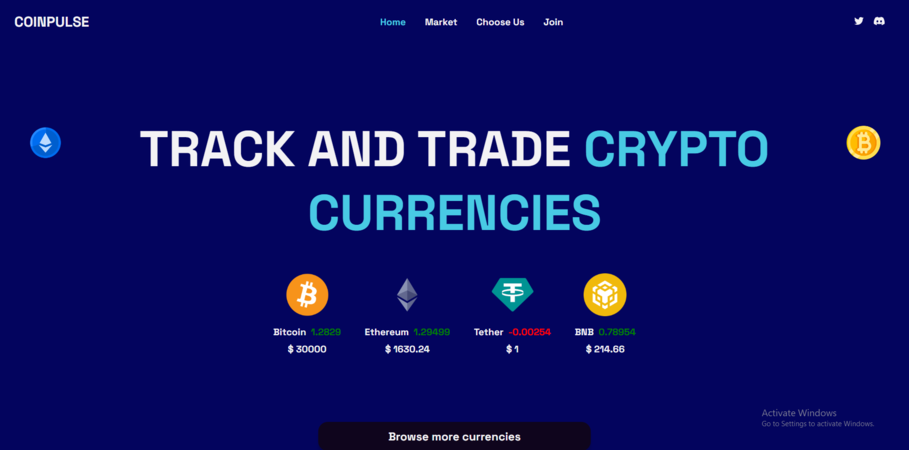 COINPULSE
Home Market Choose Us Join
TRACK AND TRADE CRYPTO
CURRENCIES
Bitcoin 1.2829 Ethereum 1.29499 Tether -0.00254 BNB 0.78954
$ 30000 $ 1630.24 $ 1 $ 214.66
Activate Windows
Go to Settings to activate Windows.
Browse more currencies